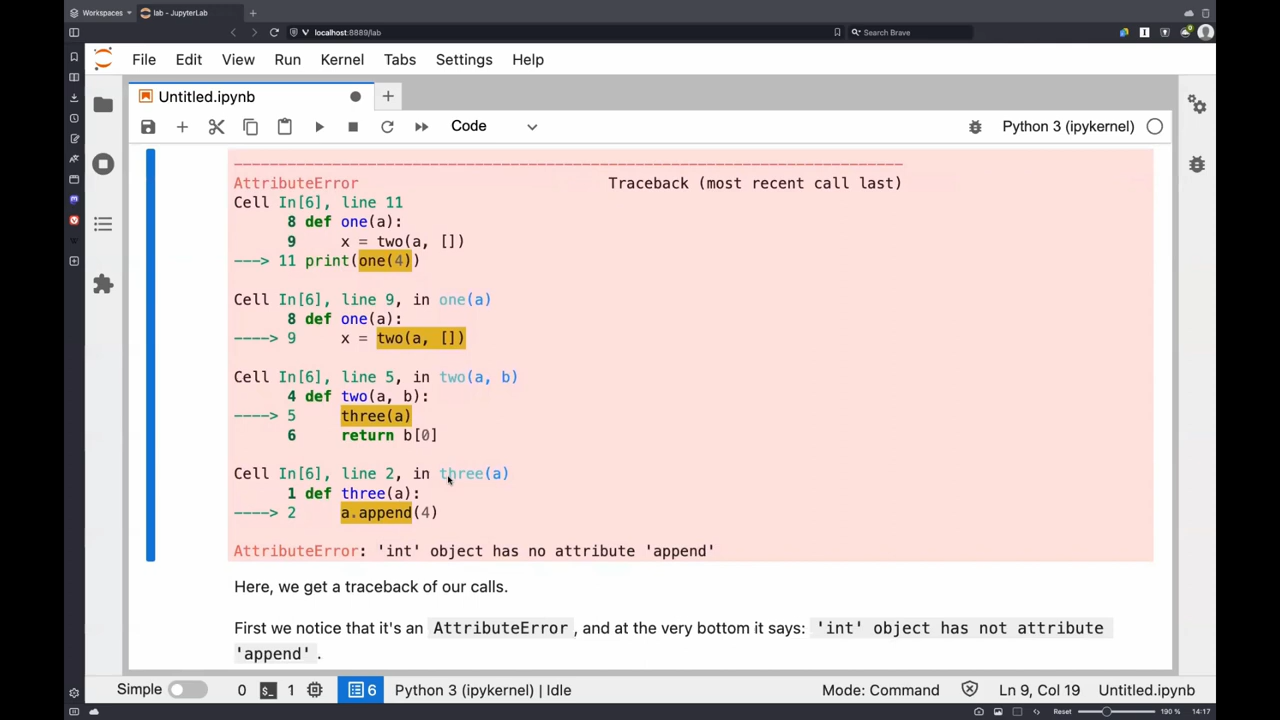 Workspaces
lab - JupyterLab
localhost:8889/lab
Search Brave
File Edit View Run Kernel Tabs Settings Help
Untitled.ipynb
Code
Python 3 (ipykernel)
---------------------------------------------------------------------------
AttributeError                            Traceback (most recent call last)
Cell In[6], line 11
      8 def one(a):
      9     x = two(a, [])
---> 11 print(one(4))
Cell In[6], line 9, in one(a)
      8 def one(a):
----> 9     x = two(a, [])
Cell In[6], line 5, in two(a, b)
      4 def two(a, b):
----> 5     three(a)
      6     return b[0]
Cell In[6], line 2, in three(a)
      1 def three(a):
----> 2     a.append(4)
AttributeError: 'int' object has no attribute 'append'
Here, we get a traceback of our calls.
First we notice that it's an AttributeError, and at the very bottom it says: 'int' object has not attribute
'append'.
Simple 0 1 6 Python 3 (ipykernel) | Idle Mode: Command Ln 9, Col 19 Untitled.ipynb
Reset 190 % 14:17